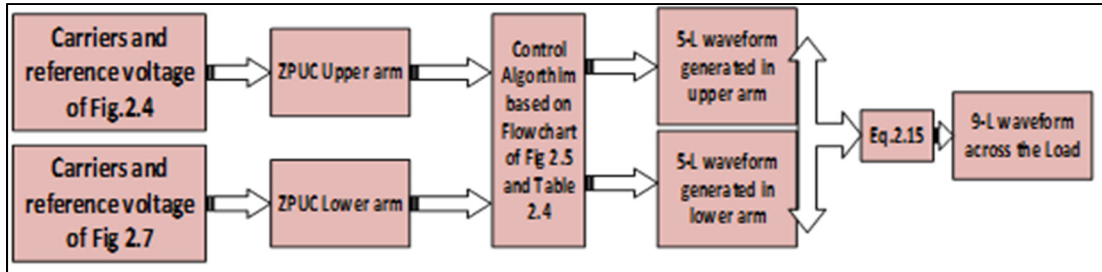 Carriers and
reference voltage
of Fig.2.4
ZPUC Upper arm
Control
Algorthim
based on
Flowchart
of Fig 2.5
and Table
2.4
5-L waveform
generated in
upper arm
Eq.2.15
9-L waveform
across the Load
Carriers and
reference voltage
of Fig 2.7
ZPUC Lower arm
5-L waveform
generated in
lower arm